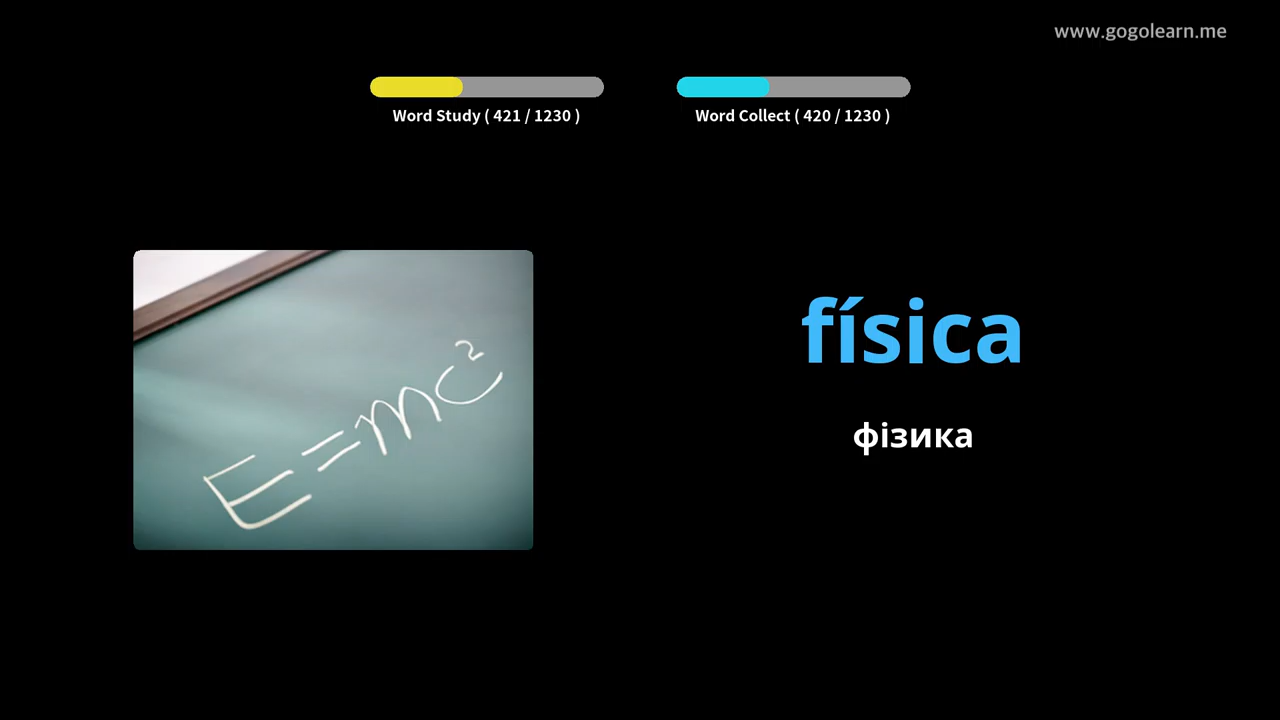 www.gogolearn.me
Word Study ( 421 / 1230 )
Word Collect ( 420 / 1230 )
E=mc²
física
фізика